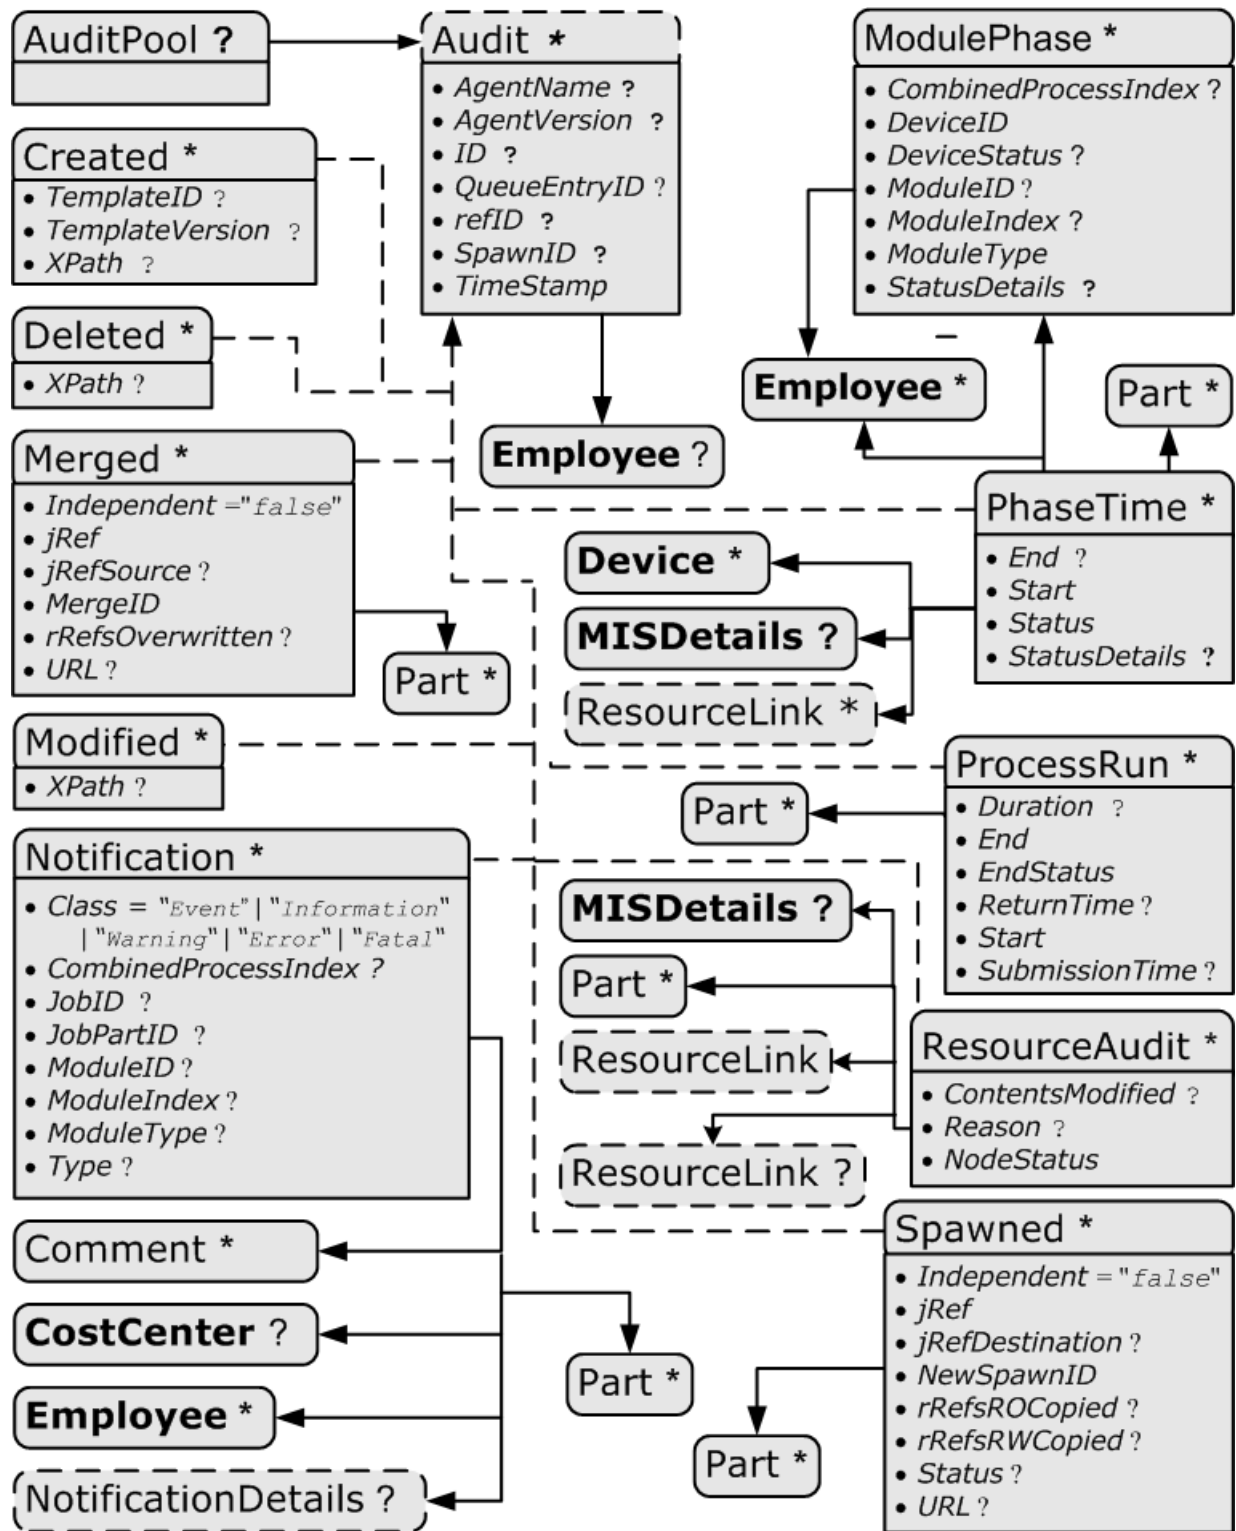 AuditPool ?
Audit *
• AgentName ?
• AgentVersion ?
• ID ?
• QueueEntryID ?
• refID ?
• SpawnID ?
• TimeStamp
ModulePhase *
• CombinedProcessIndex ?
• DeviceID
• DeviceStatus ?
• ModuleID ?
• ModuleIndex ?
• ModuleType
• StatusDetails ?
Created *
• TemplateID ?
• TemplateVersion ?
• XPath ?
Deleted *
• XPath ?
Employee *
Part *
Employee ?
Merged *
• Independent ="false"
• jRef
• jRefSource ?
• MergeID
• rRefsOverwritten ?
• URL ?
Part *
PhaseTime *
• End ?
• Start
• Status
• StatusDetails ?
Device *
MISDetails ?
ResourceLink *
Modified *
• XPath ?
ProcessRun *
• Duration ?
• End
• EndStatus
• ReturnTime ?
• Start
• SubmissionTime ?
Part *
Notification *
• Class = "Event" | "Information"
| "Warning" | "Error" | "Fatal"
• CombinedProcessIndex ?
• JobID ?
• JobPartID ?
• ModuleID ?
• ModuleIndex ?
• ModuleType ?
• Type ?
MISDetails ?
Part *
ResourceLink
ResourceLink ?
ResourceAudit *
• ContentsModified ?
• Reason ?
• NodeStatus
Comment *
CostCenter ?
Employee *
NotificationDetails ?
Part *
Spawned *
• Independent = "false"
• jRef
• jRefDestination ?
• NewSpawnID
• rRefsROCopied ?
• rRefsRWCopied ?
• Status ?
• URL ?
Part *